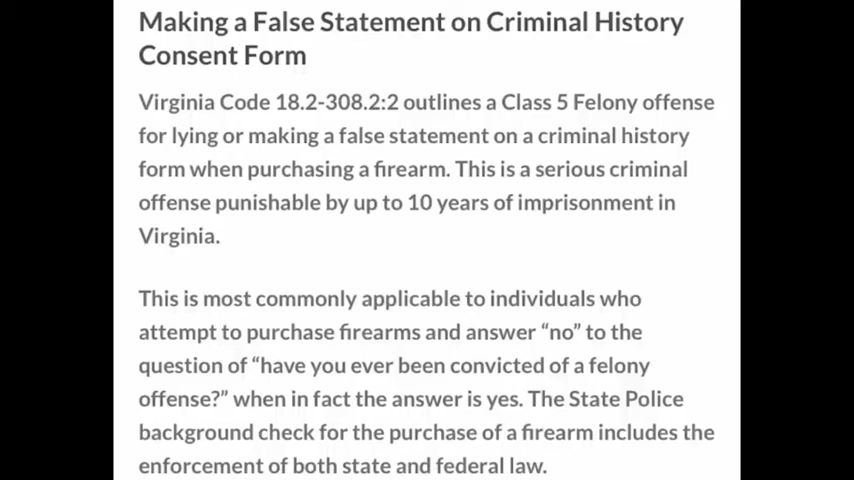 Making a False Statement on Criminal History
Consent Form
Virginia Code 18.2-308.2:2 outlines a Class 5 Felony offense
for lying or making a false statement on a criminal history
form when purchasing a firearm. This is a serious criminal
offense punishable by up to 10 years of imprisonment in
Virginia.
This is most commonly applicable to individuals who
attempt to purchase firearms and answer “no” to the
question of “have you ever been convicted of a felony
offense?” when in fact the answer is yes. The State Police
background check for the purchase of a firearm includes the
enforcement of both state and federal law.